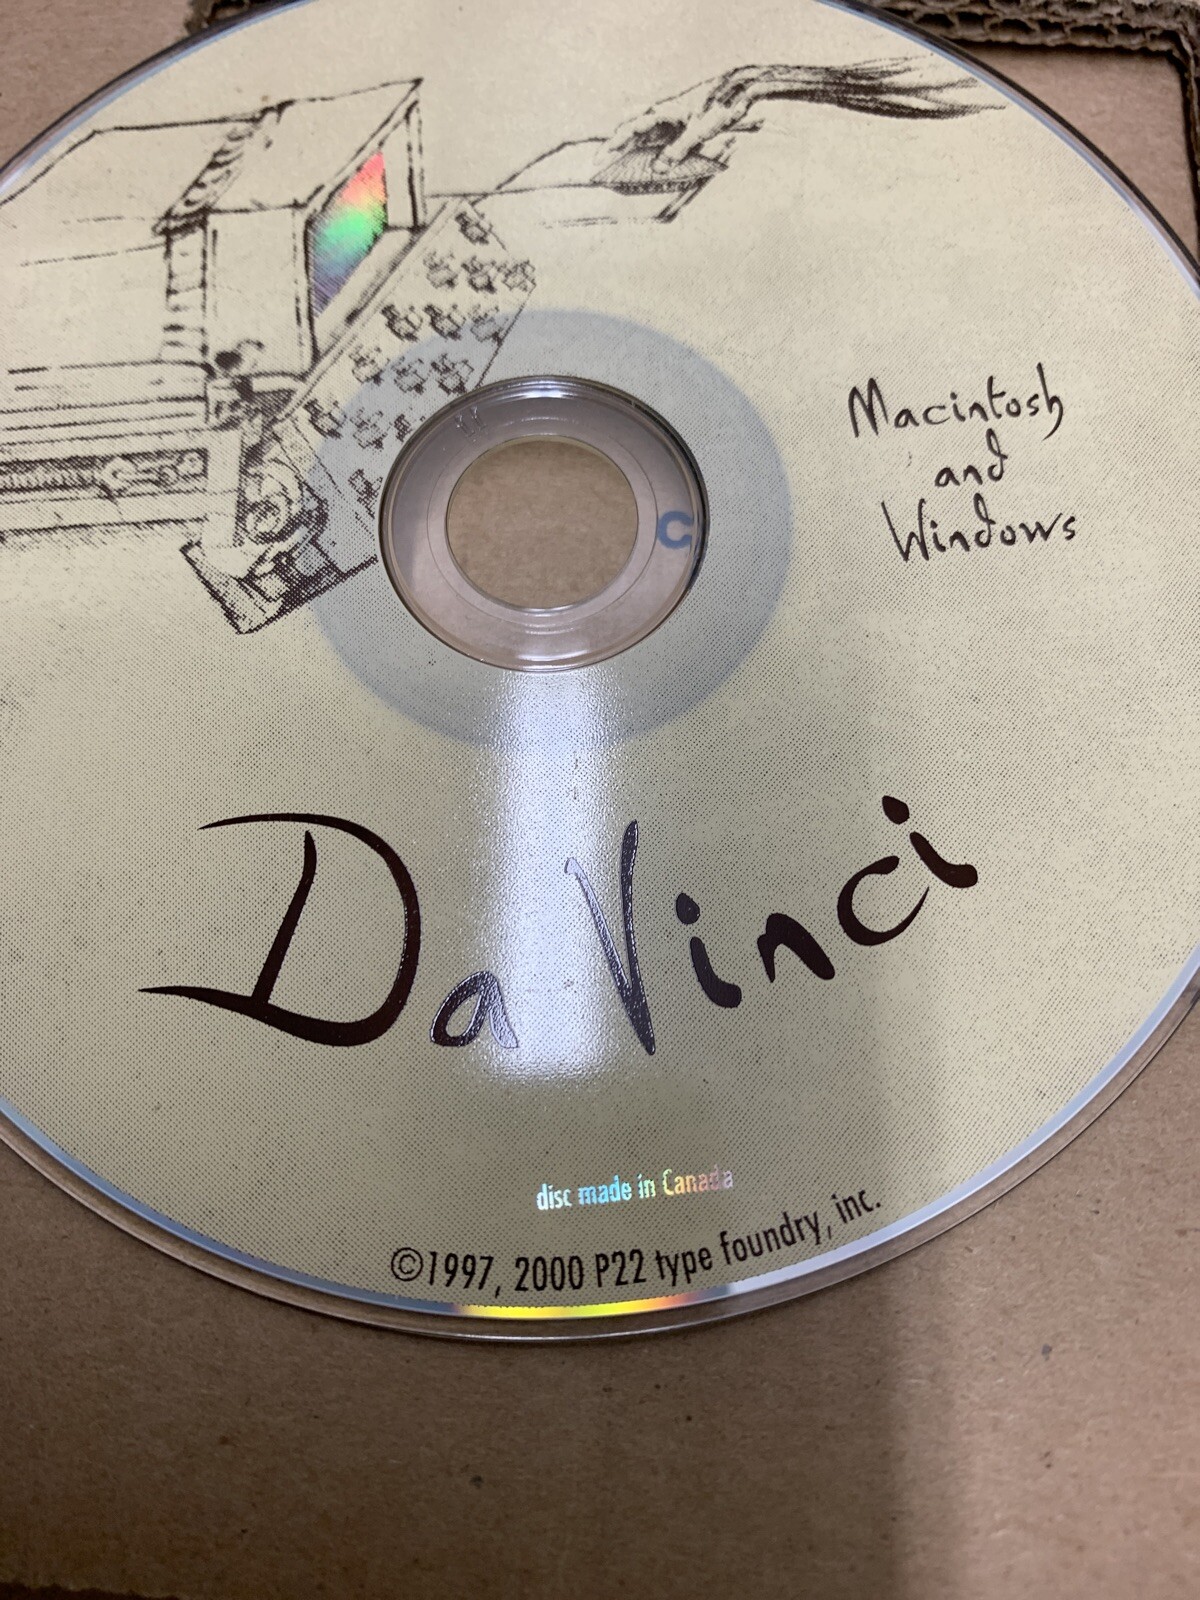 Macintosh
and
Windows
Da Vinci
disc made in Canada
©1997, 2000 P22 type foundry, inc.